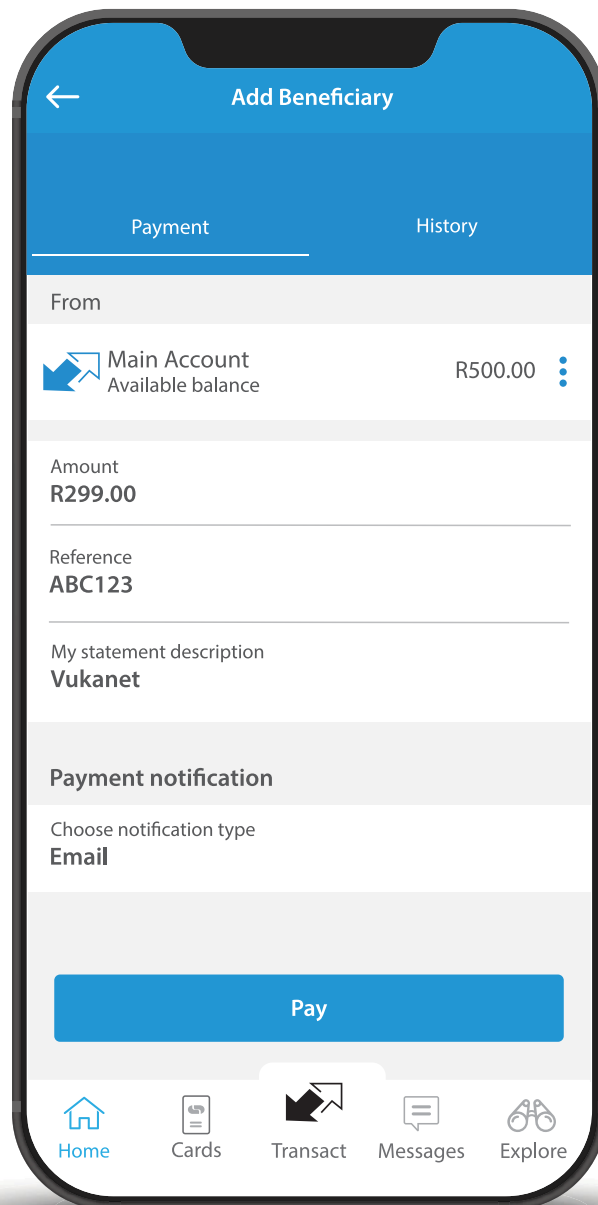 Add Beneficiary
Payment
History
From
Main Account
Available balance
R500.00
Amount
R299.00
Reference
ABC123
My statement description
Vukanet
Payment notification
Choose notification type
Email
Pay
Home
Cards
Transact
Messages
Explore